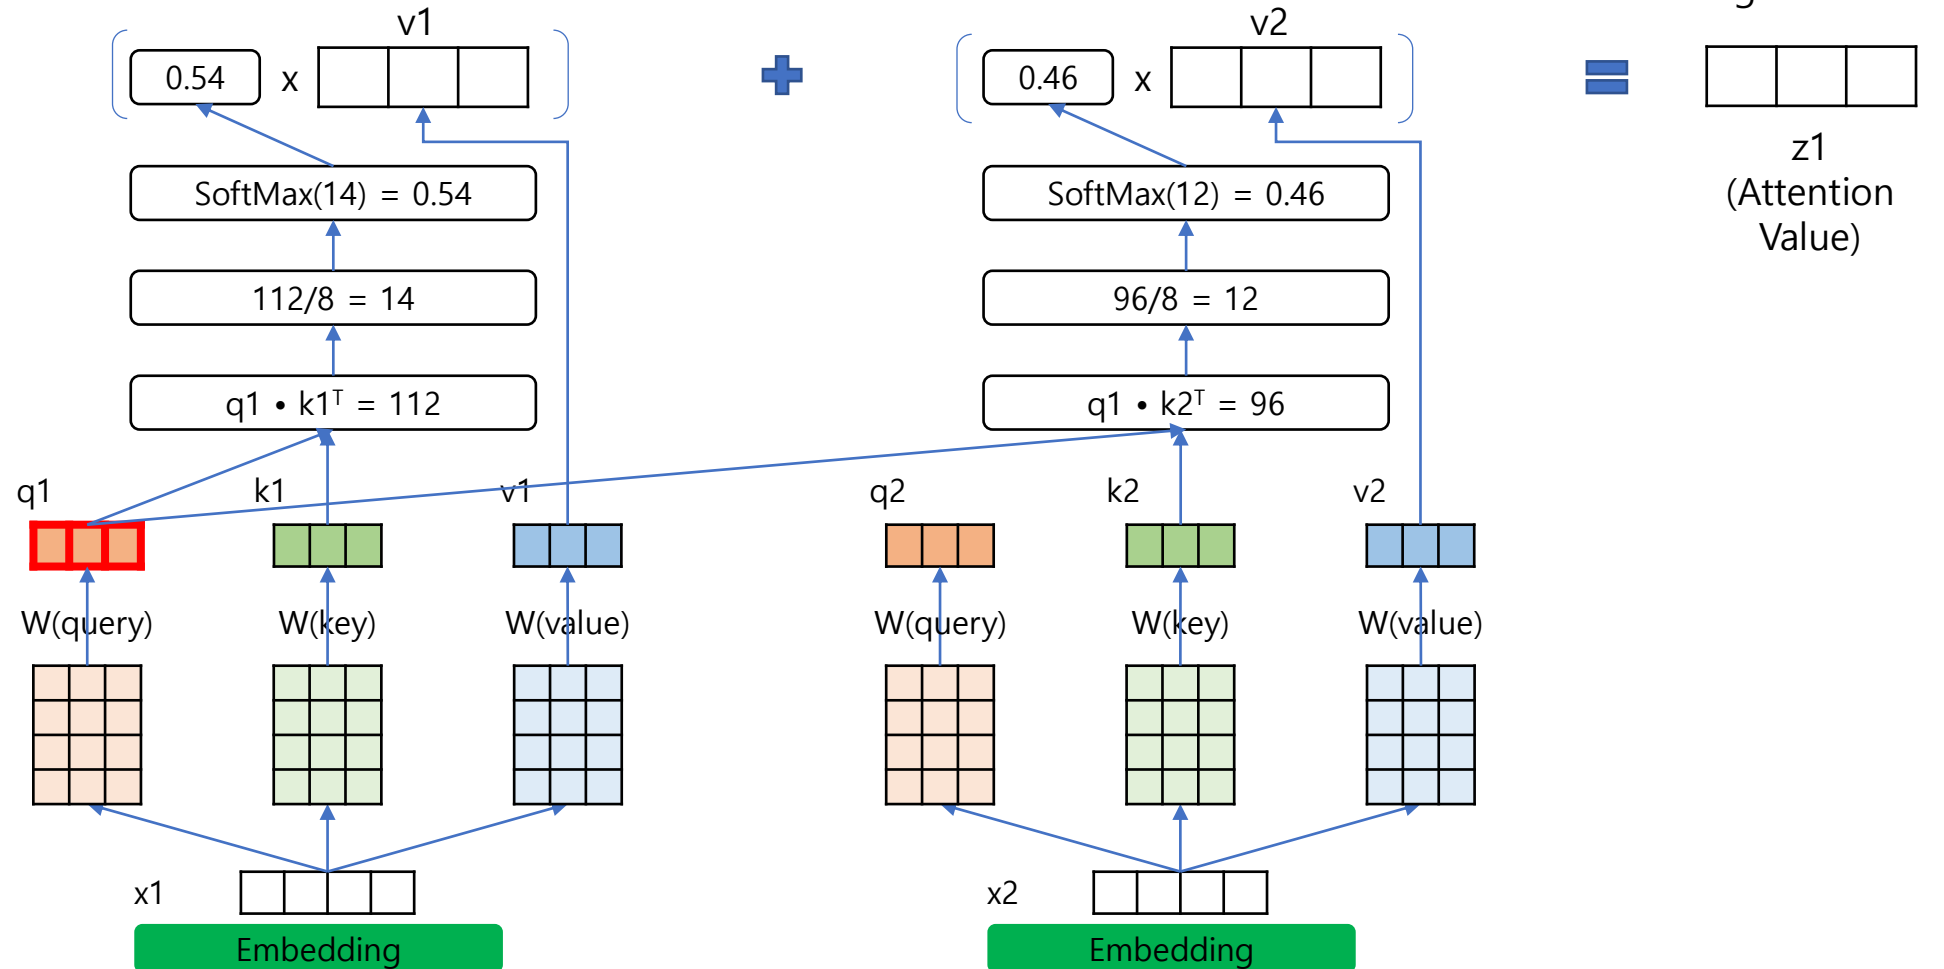 v1
0.54 x
v2
0.46 x
z1
(Attention
Value)
SoftMax(14) = 0.54
SoftMax(12) = 0.46
112/8 = 14
96/8 = 12
q1 • k1ᵀ = 112
q1 • k2ᵀ = 96
q1 k1 v1 q2 k2 v2
W(query) W(key) W(value) W(query) W(key) W(value)
x1 x2
Embedding Embedding